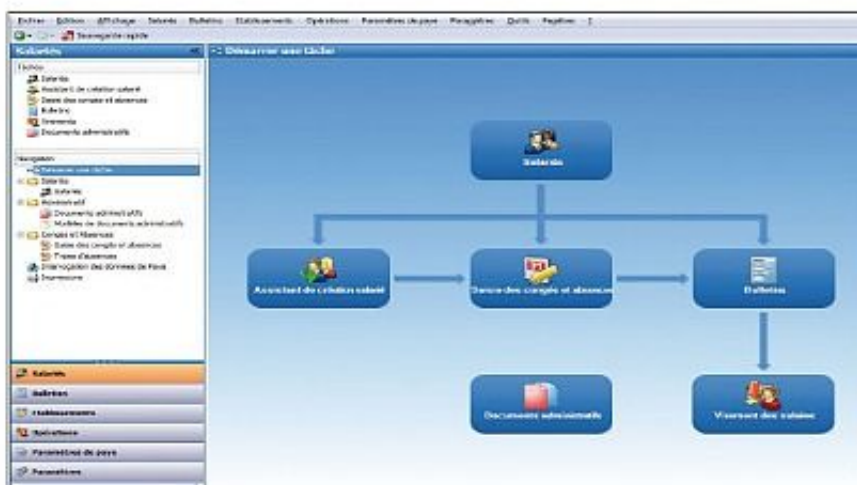 Fichier Edition Affichage Salariés Bulletins Etablissements Opérations Paramètres de paye Paramètres Outils Fenêtres ?
Sauvegarde rapide
Salariés
Démarrer une tâche
Tâches
Salariés
Assistant de création salarié
Saisie des congés et absences
Bulletins
Virements
Documents administratifs
Navigation
Démarrer une tâche
Salariés
Salariés
Administratif
Documents administratifs
Modèles de documents administratifs
Congés et Absences
Saisie des congés et absences
Types d'absences
Interrogation des données de Paye
Impressions
Salariés
Bulletins
Etablissements
Opérations
Paramètres de paye
Paramètres
Salariés
Assistant de création salarié
Saisie des congés et absences
Bulletins
Documents administratifs
Virement des salaires